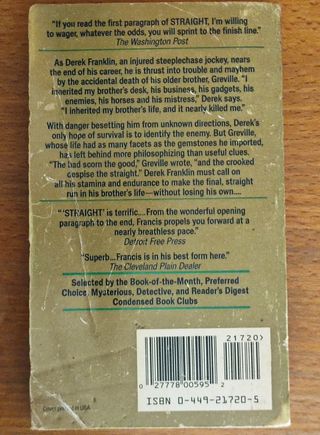 "If you read the first paragraph of STRAIGHT, I'm willing
to wager, whatever the odds, you will sprint to the finish line."
The Washington Post
As Derek Franklin, an injured steeplechase jockey, nears
the end of his career, he is thrust into trouble and mayhem
by the accidental death of his older brother, Greville. "I
inherited my brother's desk, his business, his gadgets, his
enemies, his horses and his mistress," Derek says.
"I inherited my brother's life, and it nearly killed me."
With danger besetting him from unknown directions, Derek's
only hope of survival is to identify the enemy. But Greville,
whose life had as many facets as the gemstones he imported,
has left behind more philosophizing than useful clues.
"The bad scorn the good," Greville wrote, "and the crooked
despise the straight." Derek Franklin must call on
all his stamina and endurance to make the final, straight
run in his brother's life—without losing his own....
"'STRAIGHT' is terrific...From the wonderful opening
paragraph to the end, Francis propels you forward at a
nearly breathless pace."
Detroit Free Press
"Superb...Francis is in his best form here."
The Cleveland Plain Dealer
Selected by the Book-of-the-Month, Preferred
Choice, Mysterious, Detective, and Reader's Digest
Condensed Book Clubs
21720>
0 27778 00595 2
ISBN 0-449-21720-5
Cover printed in USA